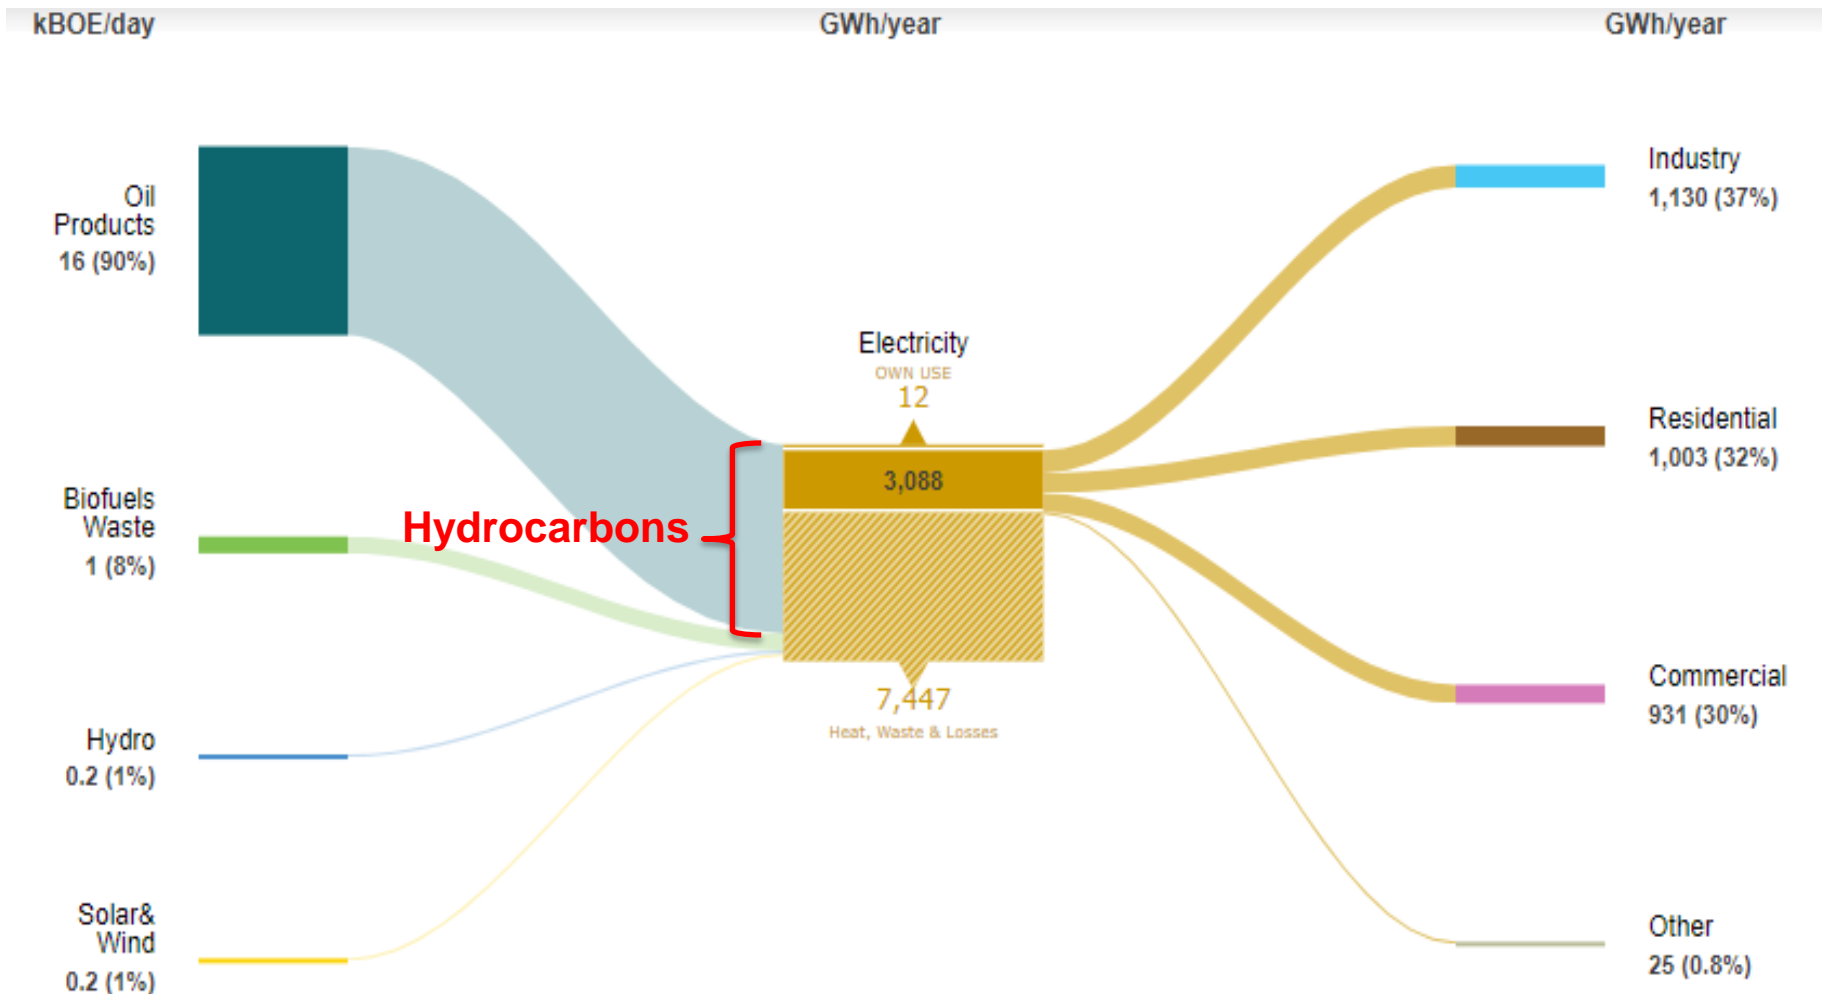 kBOE/day
GWh/year
GWh/year
Oil
Products
16 (90%)
Biofuels
Waste
1 (8%)
Hydro
0.2 (1%)
Solar&
Wind
0.2 (1%)
Hydrocarbons
Electricity
OWN USE
12
3,088
7,447
Heat, Waste & Losses
Industry
1,130 (37%)
Residential
1,003 (32%)
Commercial
931 (30%)
Other
25 (0.8%)